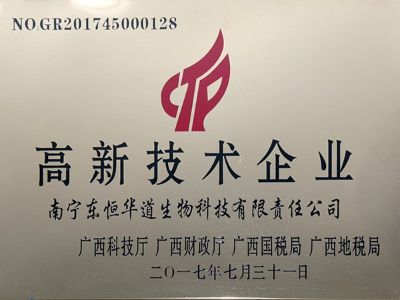 NO.GR201745000128
高新技术企业
南宁东恒华道生物科技有限责任公司
广西科技厅 广西财政厅 广西国税局 广西地税局
二〇一七年七月三十一日